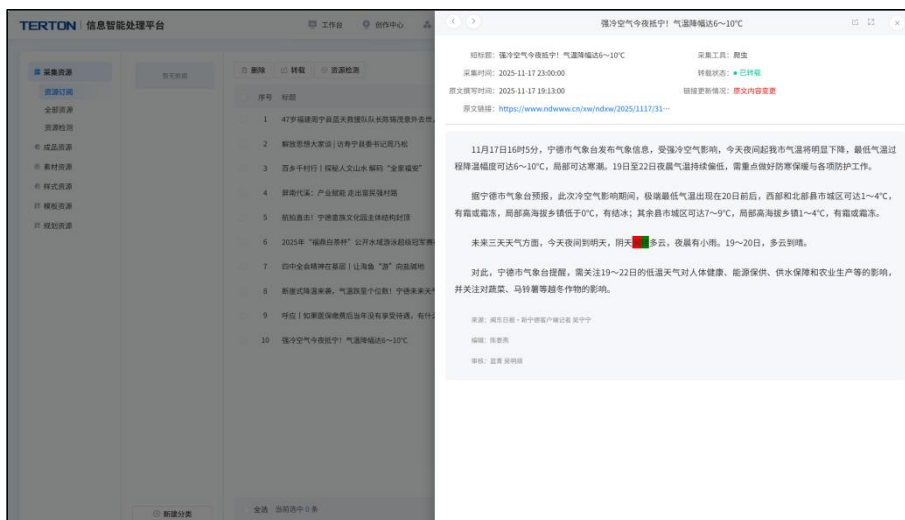 TERTON 信息智能处理平台
工作台
创作中心
采集资源
资源订阅
全部资源
资源检测
成品资源
素材资源
样式资源
模板资源
规划资源
暂无数据
新建分类
删除 转载 资源检测
序号 标题
1 47岁福建周宁县蓝天救援队队长陈锦茂意外去世,
2 解放思想大家谈 | 访寿宁县委书记周乃松
3 百乡千村行 | 探秘人文山水 解码“全景福安”
4 屏南代溪：产业赋能 走出富民强村路
5 航拍直击！宁德畲族文化园主体结构封顶
6 2025年“福鼎白茶杯”公开水域游泳超级冠军赛
7 四中全会精神在基层 | 让海鱼“游”向盐碱地
8 断崖式降温来袭，气温跌至个位数！宁德未来天气
9 呼应 | 如果医保缴费后当年没有享受待遇，有什么
10 强冷空气今夜抵宁！气温降幅达6～10℃
全选 当前选中 0 条
强冷空气今夜抵宁！气温降幅达6～10℃
短标题： 强冷空气今夜抵宁！气温降幅达6～10℃
采集工具： 爬虫
采集时间： 2025-11-17 23:00:00
转载状态： 已转载
原文撰写时间： 2025-11-17 19:13:00
链接更新情况： 原文内容变更
原文链接： https://www.ndwww.cn/xw/ndxw/2025/1117/31···
11月17日16时5分，宁德市气象台发布气象信息，受强冷空气影响，今天夜间起我市气温将明显下降，最低气温过
程降温幅度可达6～10℃，局部可达寒潮。19日至22日夜晨气温持续偏低，需重点做好防寒保暖与各项防护工作。
据宁德市气象台预报，此次冷空气影响期间，极端最低气温出现在20日前后，西部和北部县市城区可达1～4℃，
有霜或霜冻，局部高海拔乡镇低于0℃，有结冰；其余县市城区可达7～9℃，局部高海拔乡镇1～4℃，有霜或霜冻。
未来三天天气方面，今天夜间到明天，阴天多云，夜晨有小雨。19～20日，多云到晴。
对此，宁德市气象台提醒，需关注19～22日的低温天气对人体健康、能源保供、供水保障和农业生产等的影响，
并关注对蔬菜、马铃薯等越冬作物的影响。
来源：闽东日报·新宁德客户端记者 吴宁宁
编辑：陈娥燕
审核：蓝青 吴明顺